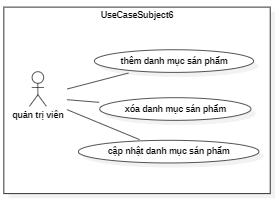 UseCaseSubject6
thêm danh mục sản phẩm
xóa danh mục sản phẩm
quản trị viên
cập nhật danh mục sản phẩm